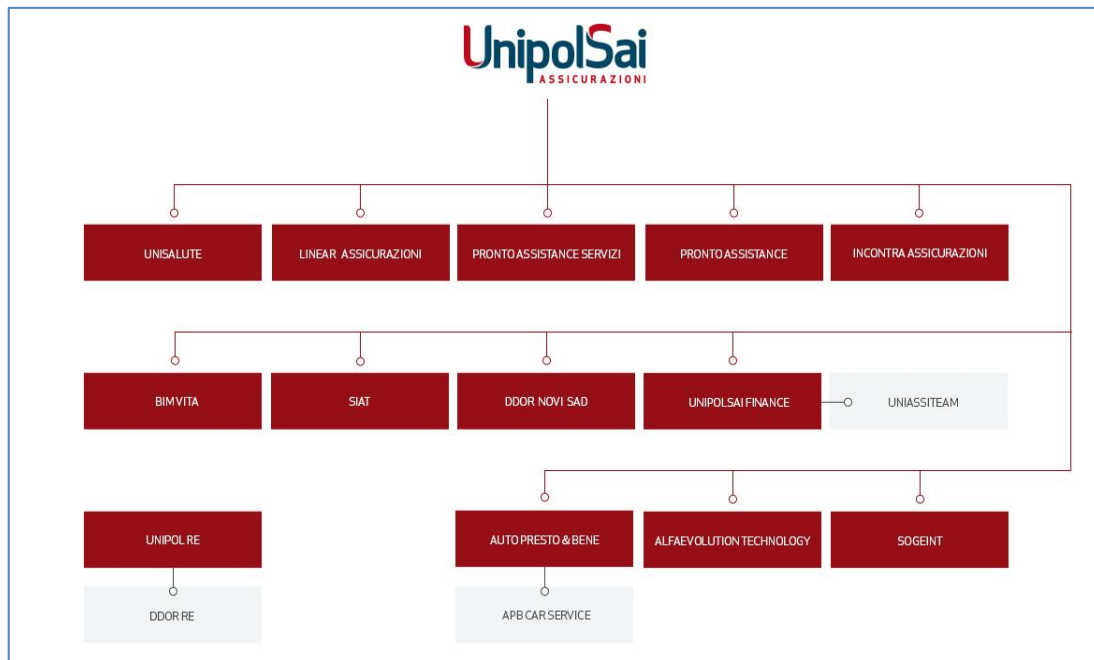 UnipolSai
ASSICURAZIONI
UNISALUTE
LINEAR ASSICURAZIONI
PRONTO ASSISTANCE SERVIZI
PRONTO ASSISTANCE
INCONTRA ASSICURAZIONI
BIM VITA
SIAT
DDOR NOVI SAD
UNIPOLSAI FINANCE
UNIASSITEAM
UNIPOL RE
AUTO PRESTO & BENE
ALFAEVOLUTION TECHNOLOGY
SOGEINT
DDOR RE
APB CAR SERVICE